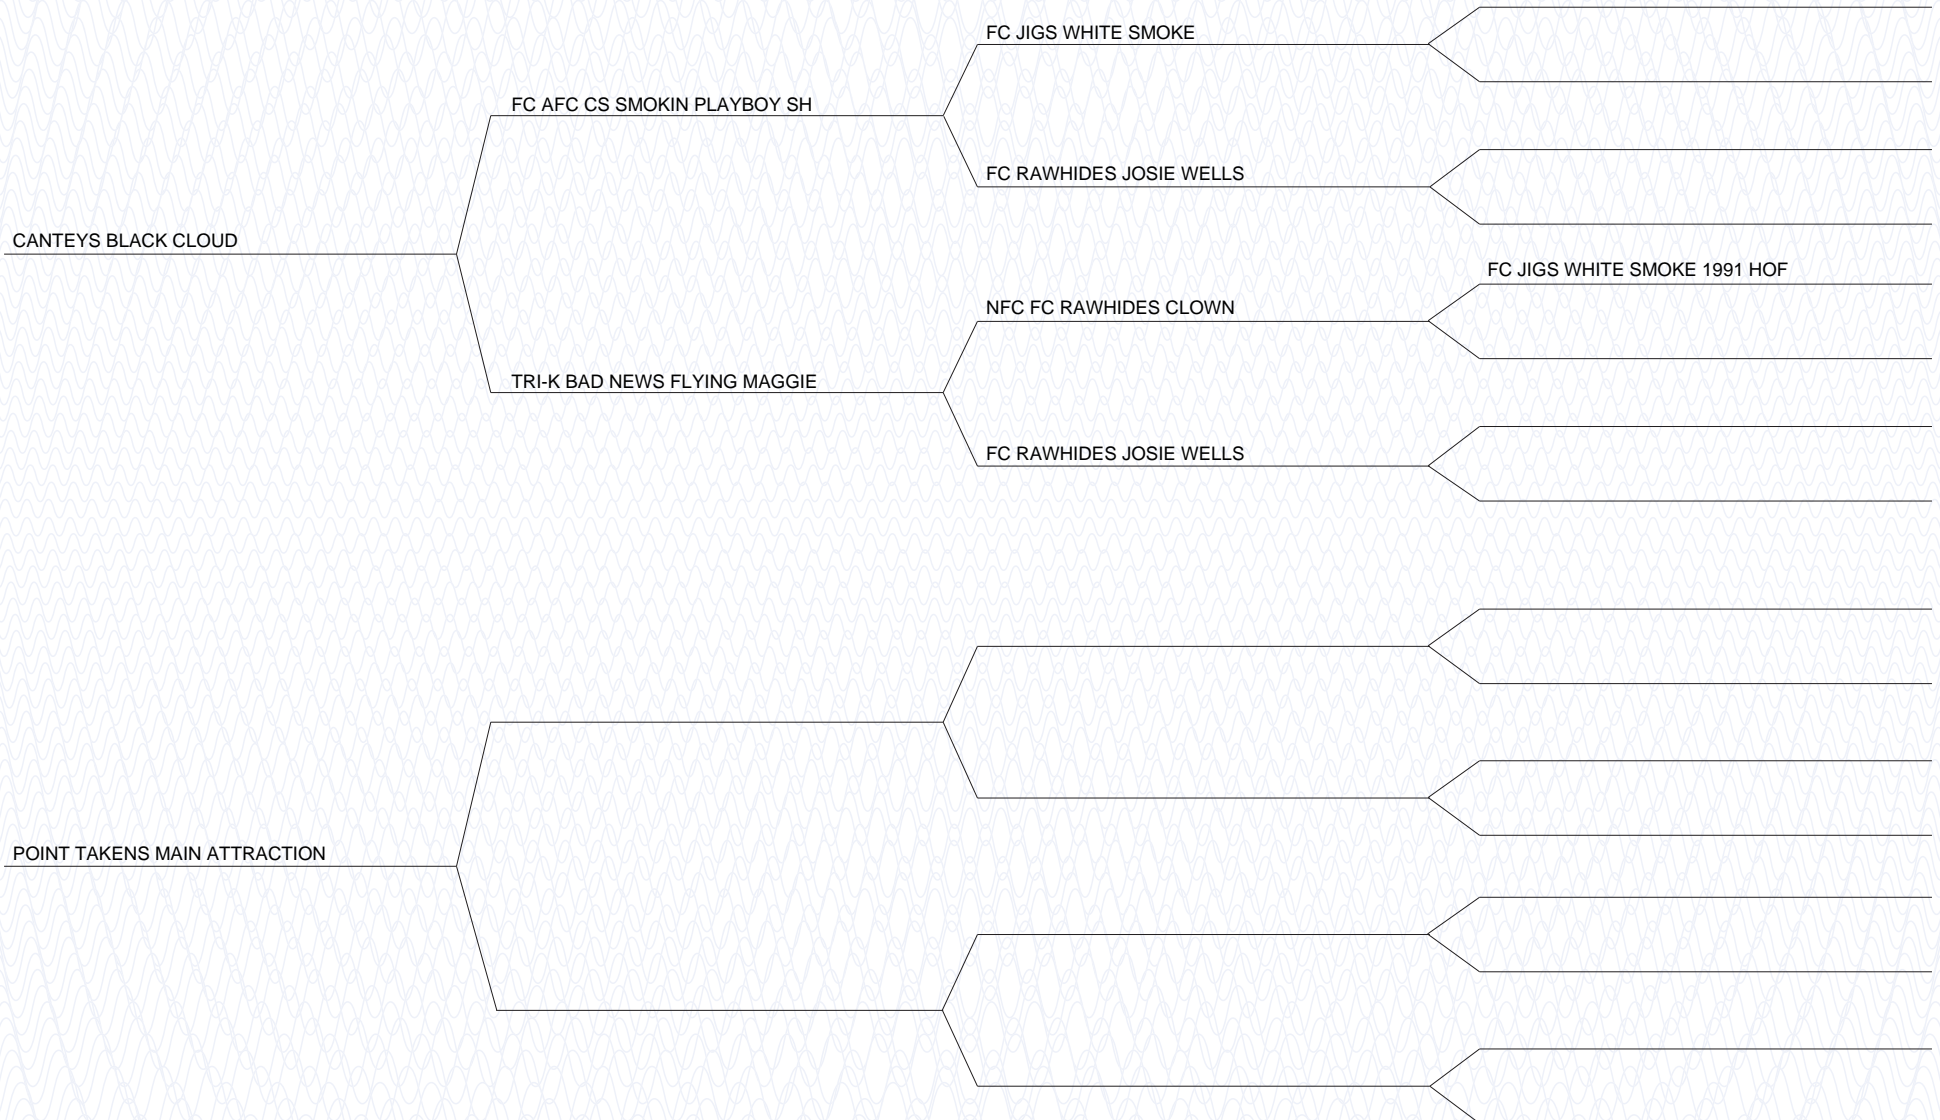 FC JIGS WHITE SMOKE
FC AFC CS SMOKIN PLAYBOY SH
FC RAWHIDES JOSIE WELLS
CANTEYS BLACK CLOUD
FC JIGS WHITE SMOKE 1991 HOF
NFC FC RAWHIDES CLOWN
TRI-K BAD NEWS FLYING MAGGIE
FC RAWHIDES JOSIE WELLS
POINT TAKENS MAIN ATTRACTION